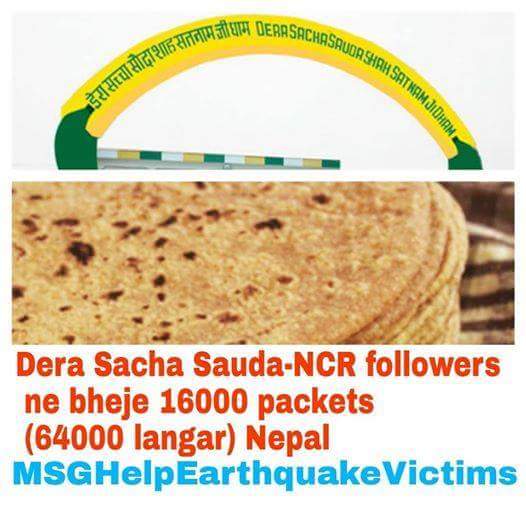 डेरा सच्चा सौदा शाह सतनाम जी धाम DERA SACHA SAUDA SHAH SATNAM JI DHAM
Dera Sacha Sauda-NCR followers
ne bheje 16000 packets
(64000 langar) Nepal
MSGHelpEarthquakeVictims